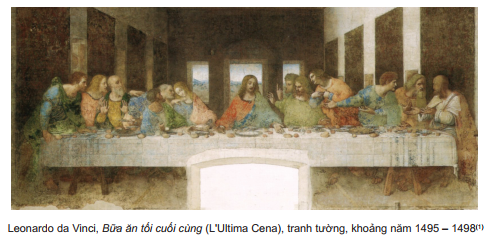 Leonardo da Vinci, Bữa ăn tối cuối cùng (L'Ultima Cena), tranh tường, khoảng năm 1495 – 1498(1)